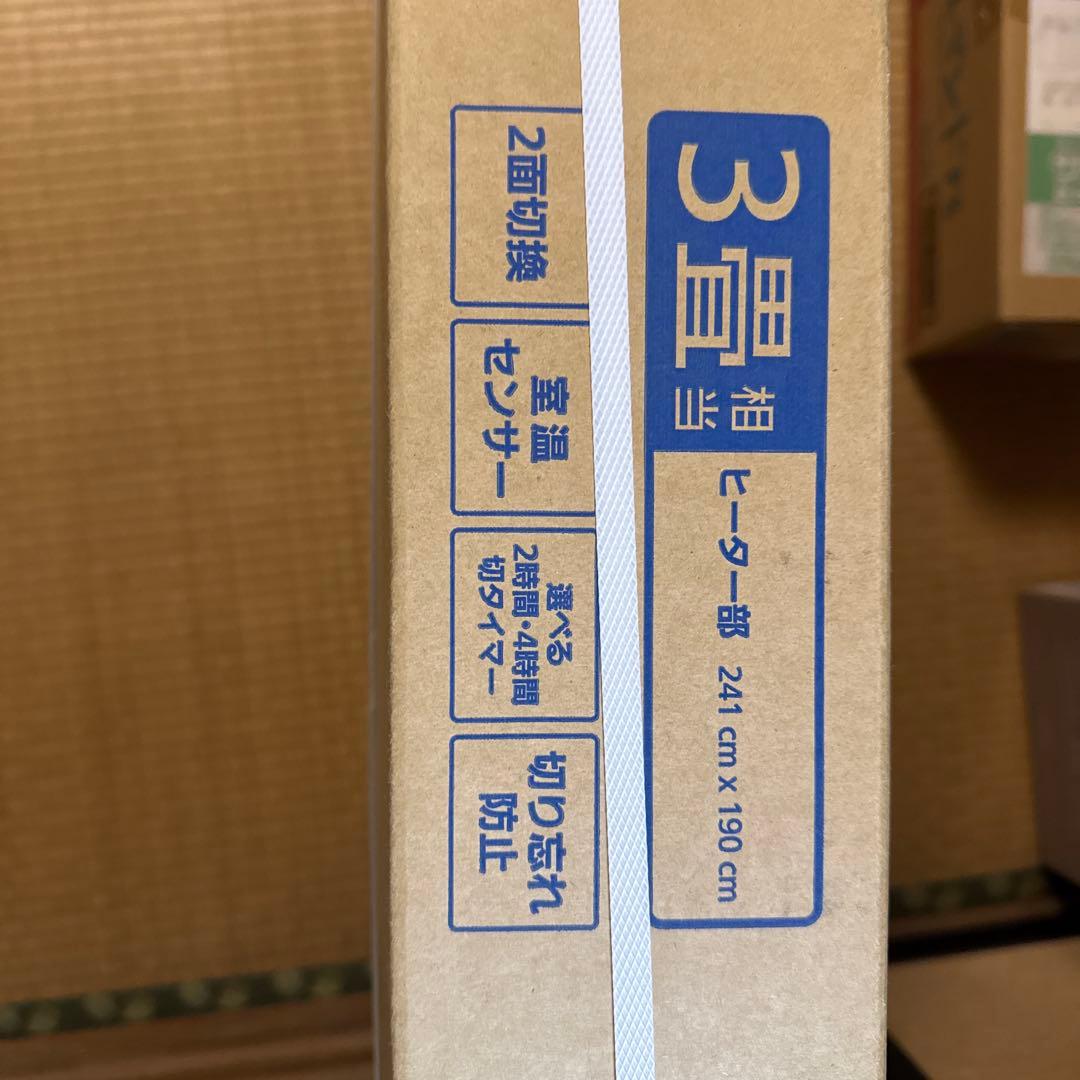 3畳相当
ヒーター部 241 cm x 190 cm
2面切換
室温
センサー
選べる
2時間・4時間
切タイマー
切り忘れ
防止